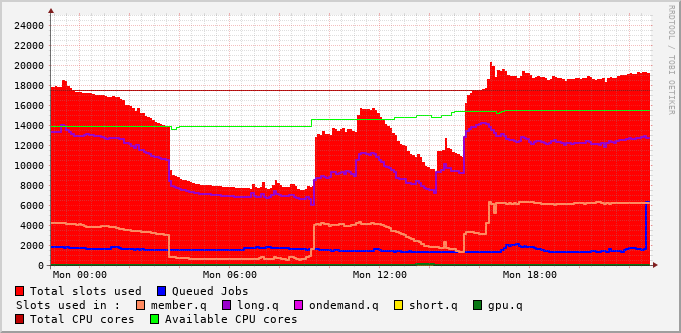 RRDTOOL / TOBI OETIKER
24000
22000
20000
18000
16000
14000
12000
10000
8000
6000
4000
2000
0
Mon 00:00 Mon 06:00 Mon 12:00 Mon 18:00
Total slots used Queued Jobs
Slots used in : member.q long.q ondemand.q short.q gpu.q
Total CPU cores Available CPU cores